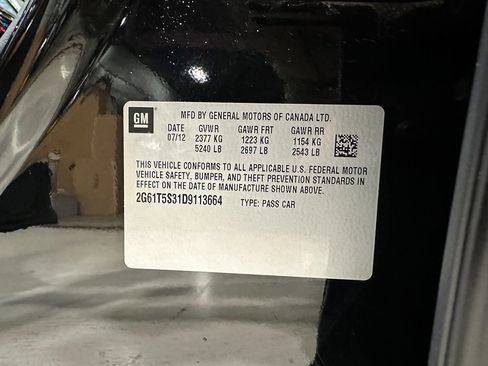 GM
MFD BY GENERAL MOTORS OF CANADA LTD.
DATE GVWR GAWR FRT GAWR RR
07/12 2377 KG 1223 KG 1154 KG
5240 LB 2697 LB 2543 LB
THIS VEHICLE CONFORMS TO ALL APPLICABLE U.S. FEDERAL MOTOR
VEHICLE SAFETY, BUMPER, AND THEFT PREVENTION STANDARDS IN
EFFECT ON THE DATE OF MANUFACTURE SHOWN ABOVE.
2G61T5S31D9113664 TYPE: PASS CAR